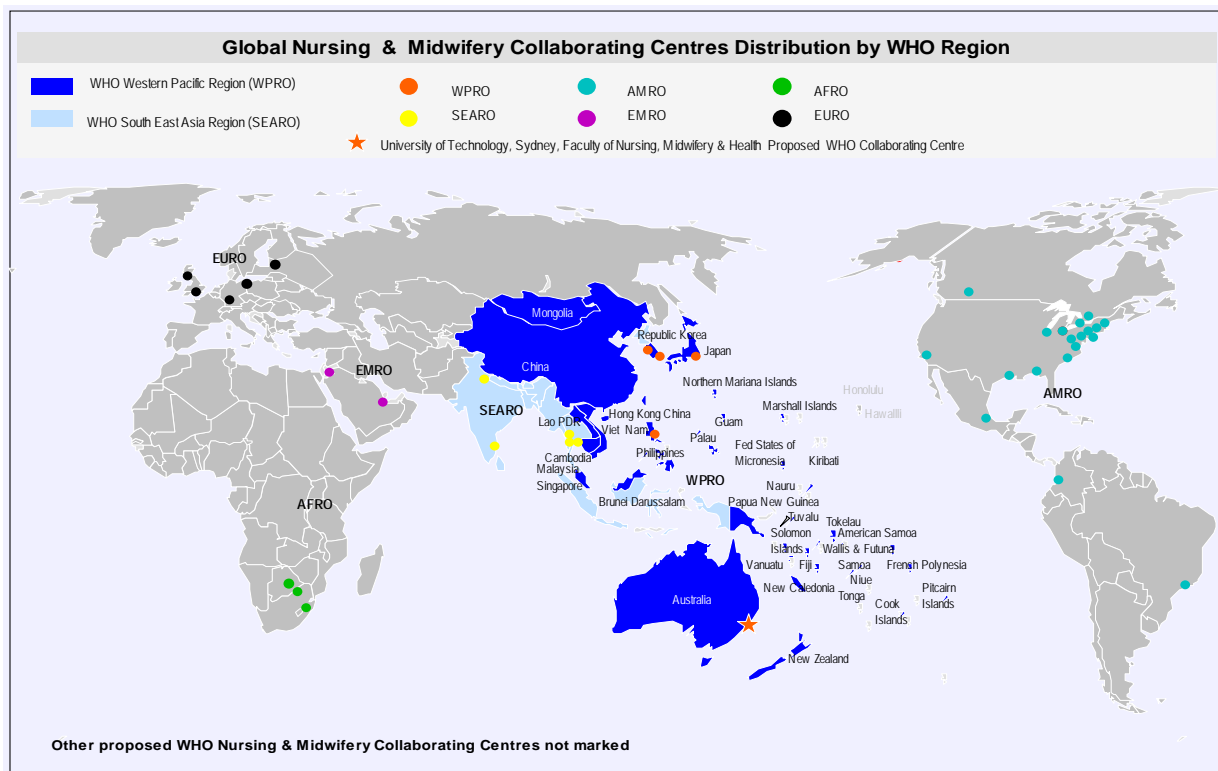 Global Nursing & Midwifery Collaborating Centres Distribution by WHO Region
WHO Western Pacific Region (WPRO)
WPRO
AMRO
AFRO
WHO South East Asia Region (SEARO)
SEARO
EMRO
EURO
University of Technology, Sydney, Faculty of Nursing, Midwifery & Health Proposed WHO Collaborating Centre
EURO
Mongolia
Republic Korea
Japan
China
EMRO
Northern Mariana Islands
Honolulu
AMRO
SEARO
Hong Kong China
Marshall Islands
Hawaiili
Lao PDR
Guam
Viet Nam
Palau
Fed States of
Micronesia
Philippines
Cambodia
Kiribati
Malaysia
Singapore
WPRO
Nauru
Brunei Darussalam
Papua New Guinea
AFRO
Tuvalu
Tokelau
Solomon
Islands
American Samoa
Wallis & Futuna
Vanuatu
Fiji
Samoa
French Polynesia
Niue
New Caledonia
Tonga
Pitcairn
Islands
Cook
Islands
Australia
New Zealand
Other proposed WHO Nursing & Midwifery Collaborating Centres not marked